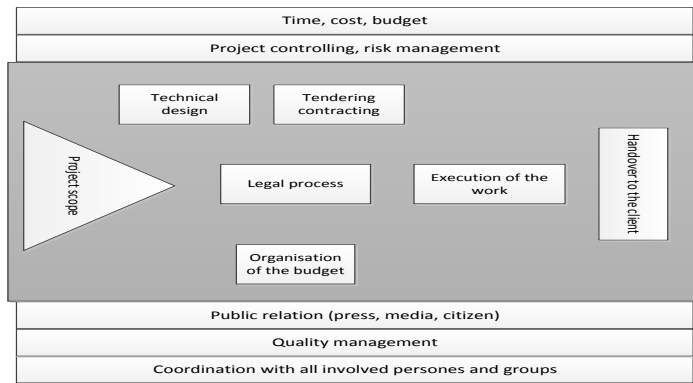 Time, cost, budget
Project controlling, risk management
Technical
design
Tendering
contracting
Project scope
Legal process
Execution of the
work
Handover to the client
Organisation
of the budget
Public relation (press, media, citizen)
Quality management
Coordination with all involved persones and groups